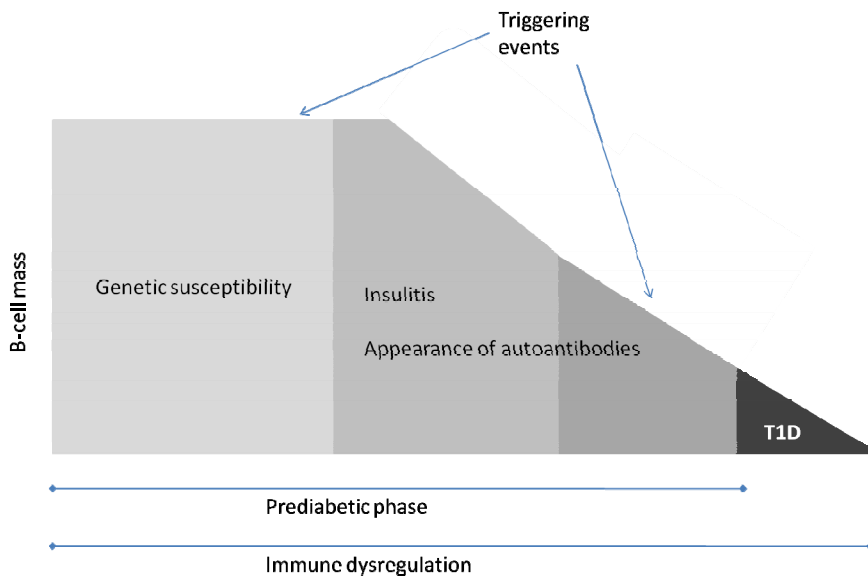 Triggering
events
B-cell mass
Genetic susceptibility
Insulitis
Appearance of autoantibodies
T1D
Prediabetic phase
Immune dysregulation